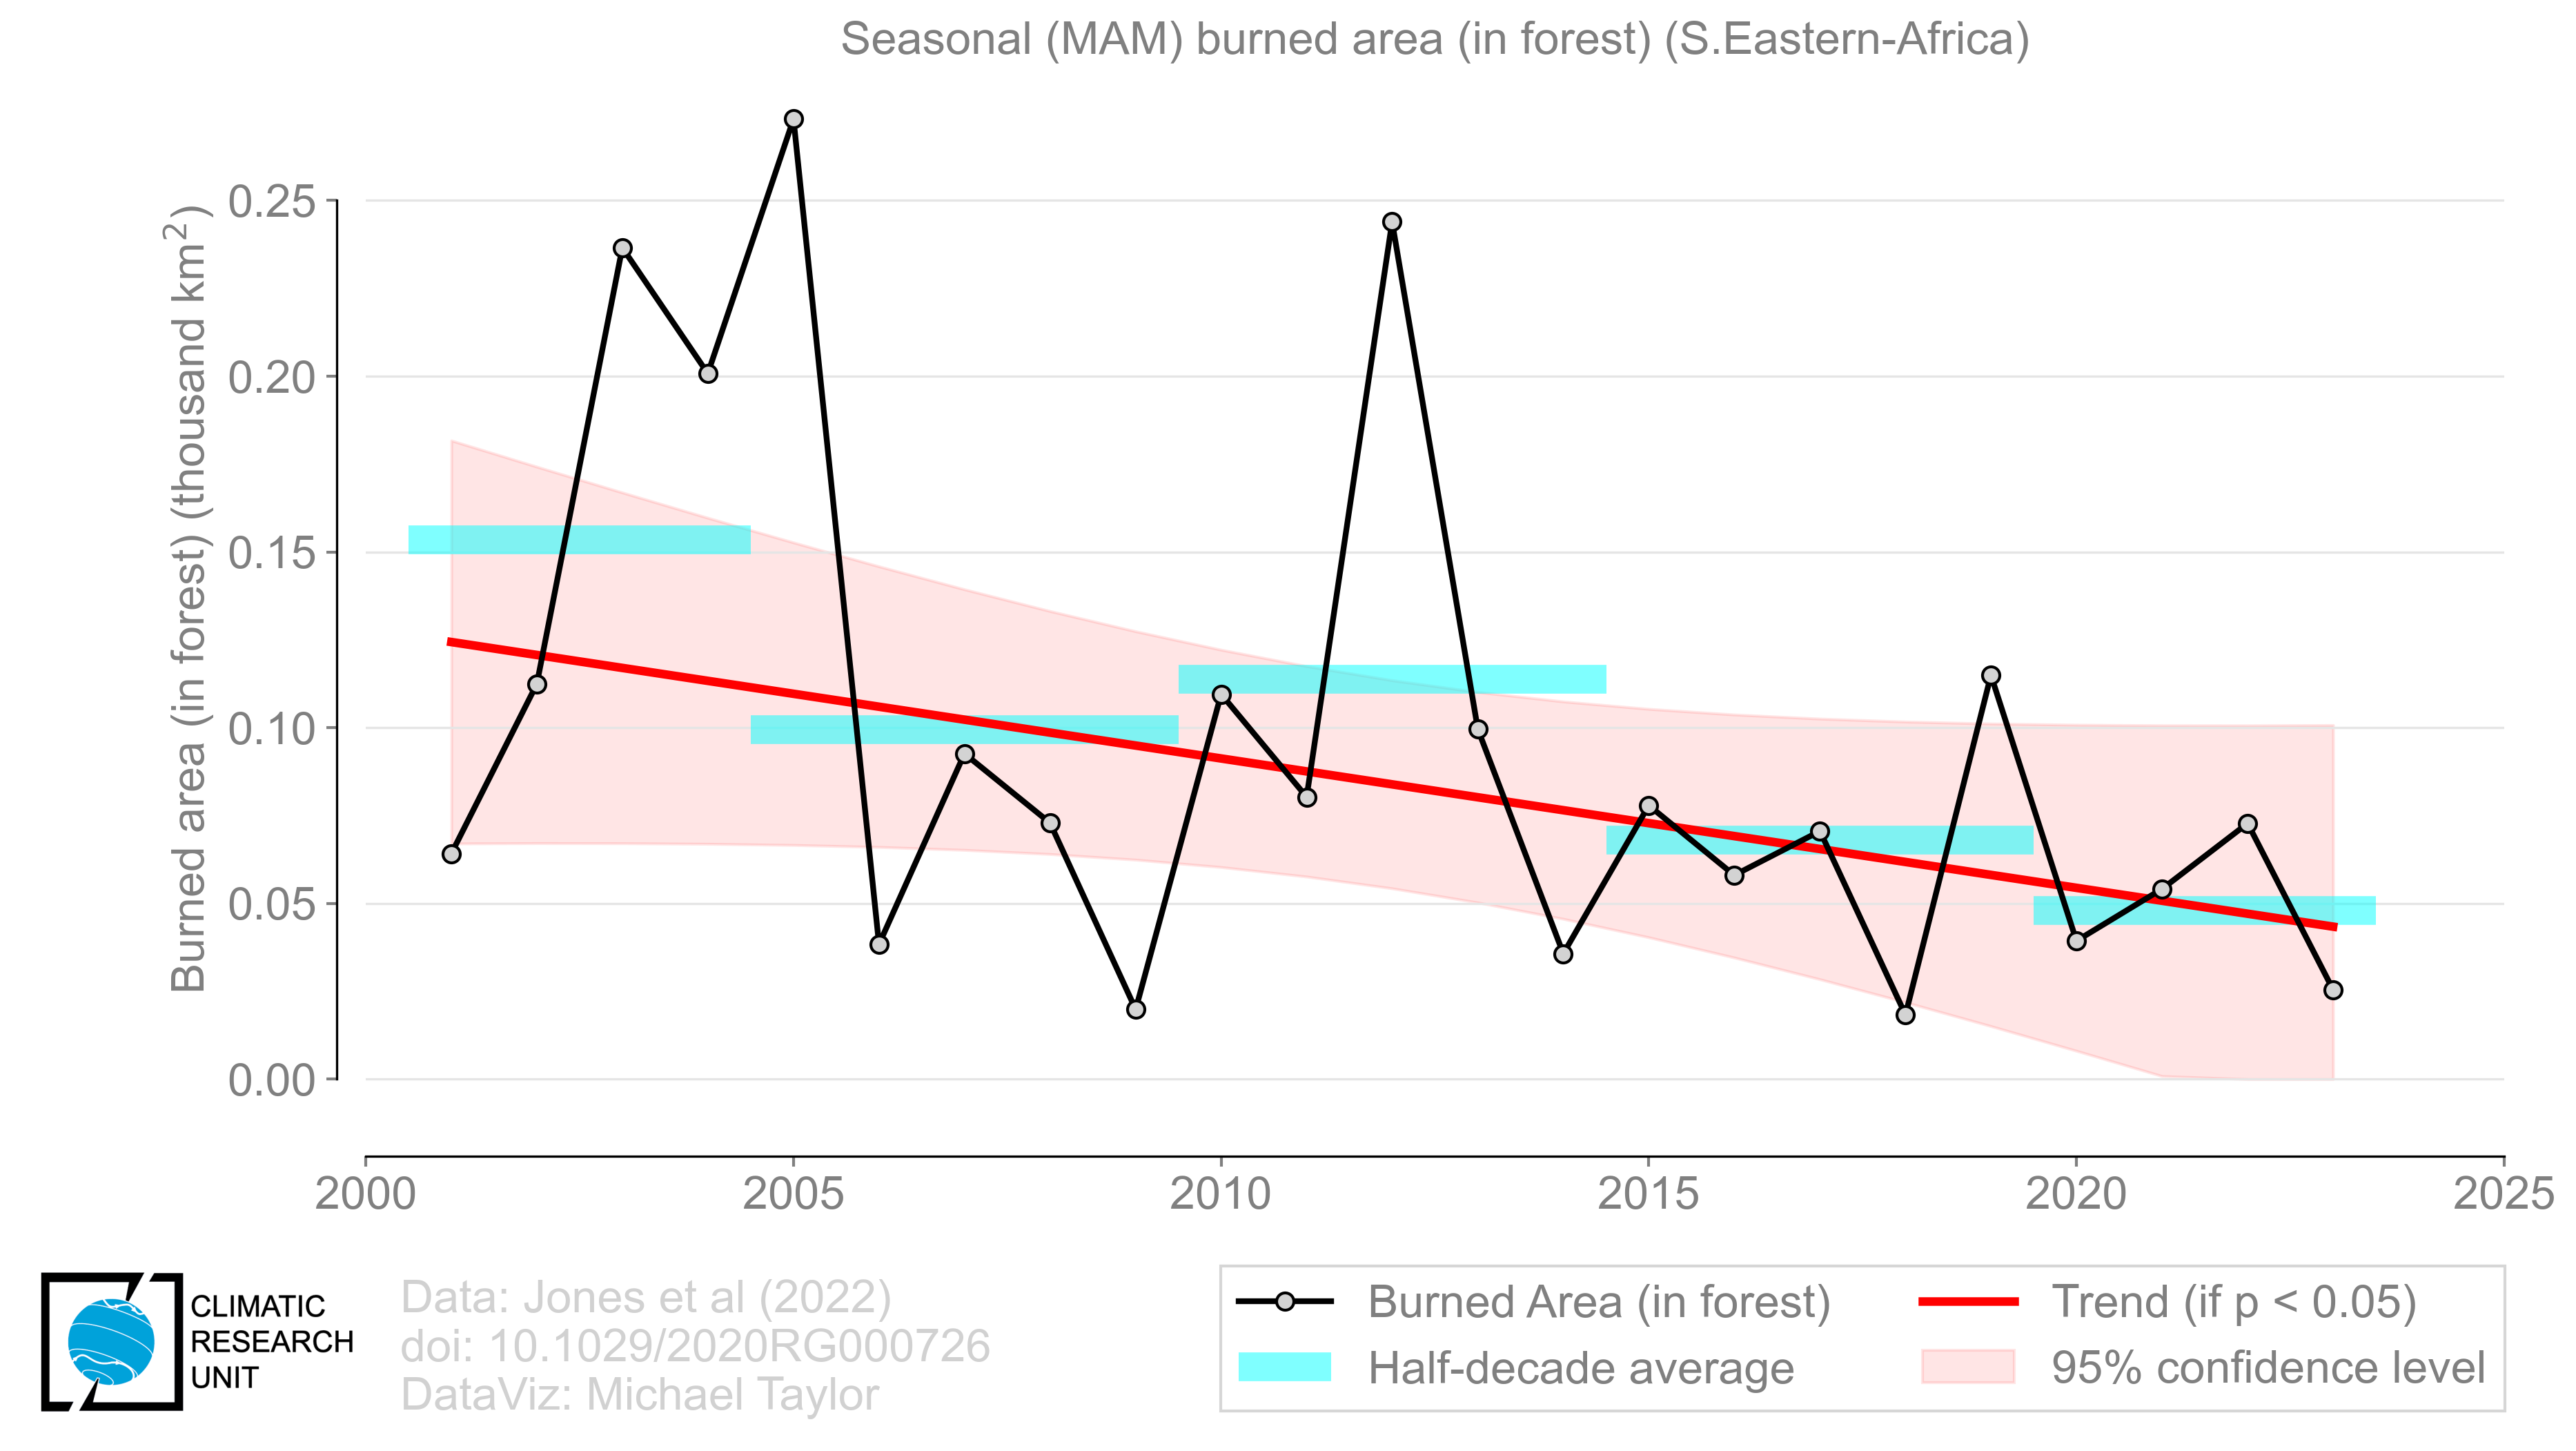 Seasonal (MAM) burned area (in forest) (S.Eastern-Africa)
Burned area (in forest) (thousand km²)
0.25
0.20
0.15
0.10
0.05
0.00
2000 2005 2010 2015 2020 2025
CLIMATIC
RESEARCH
UNIT
Data: Jones et al (2022)
doi: 10.1029/2020RG000726
DataViz: Michael Taylor
Burned Area (in forest)
Half-decade average
Trend (if p < 0.05)
95% confidence level